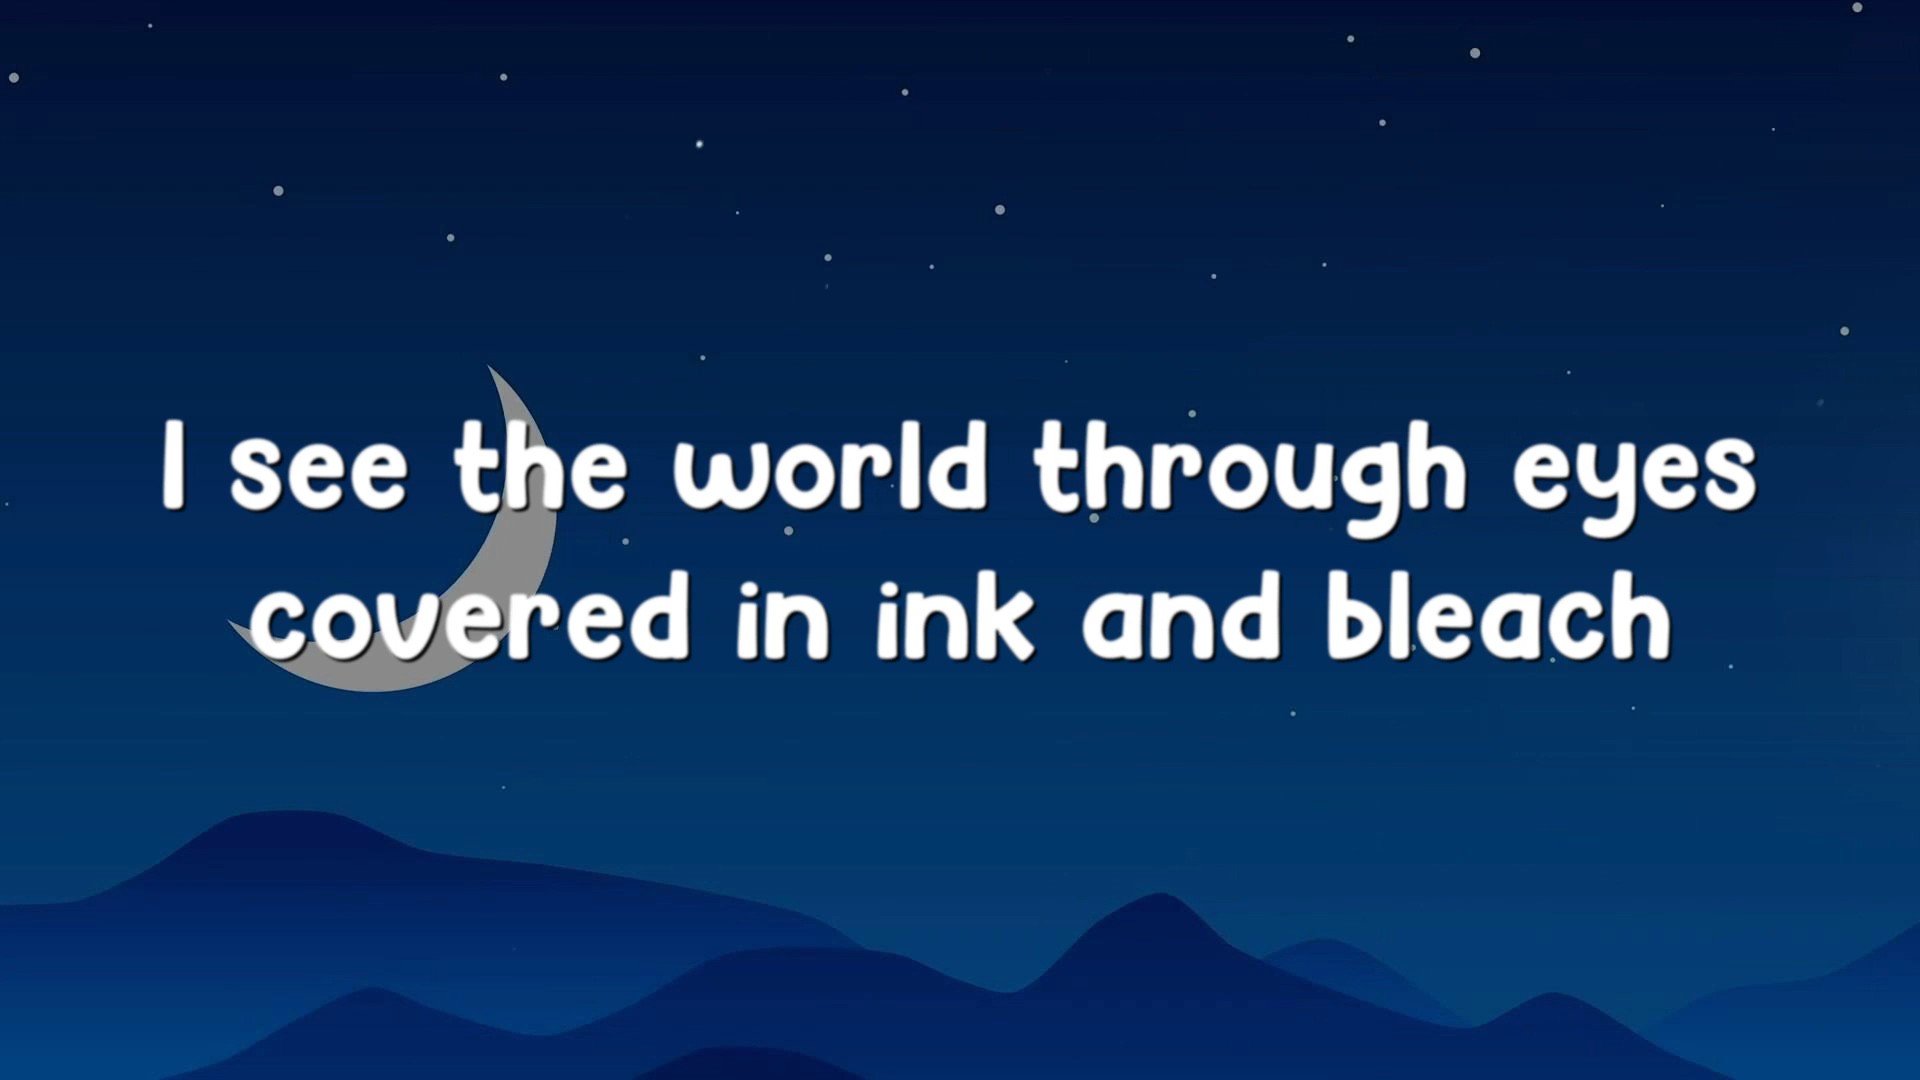 I see the world through eyes
covered in ink and bleach